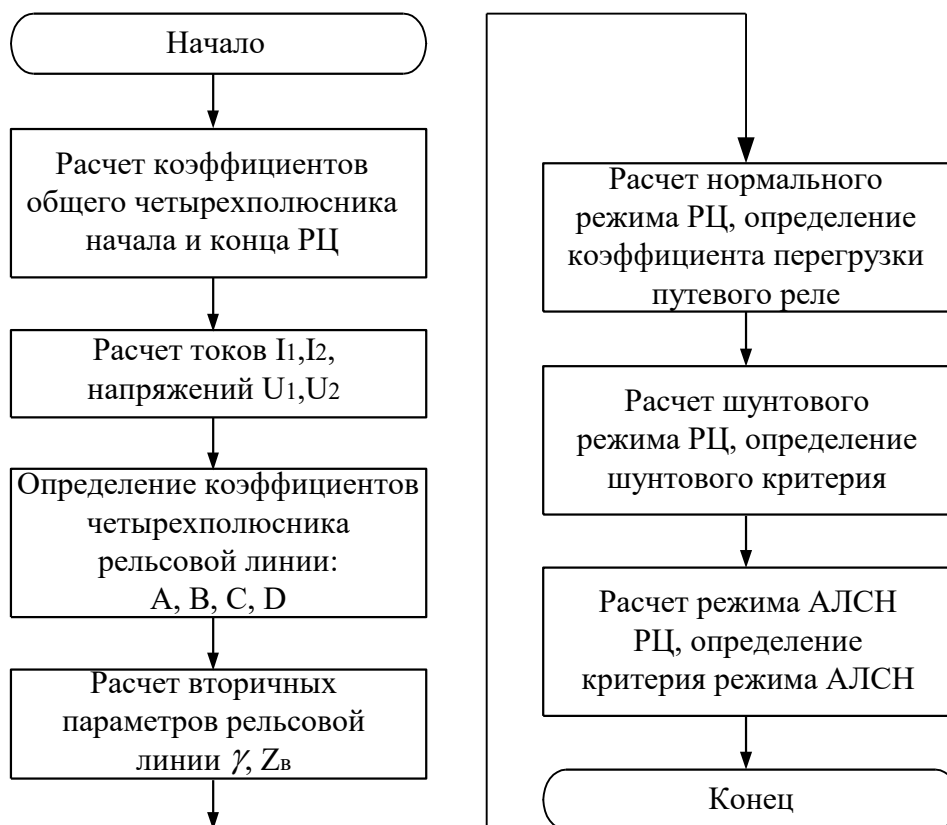 Начало
Расчет коэффициентов
общего четырехполюсника
начала и конца РЦ
Расчет токов I1,I2,
напряжений U1,U2
Определение коэффициентов
четырехполюсника
рельсовой линии:
A, B, C, D
Расчет вторичных
параметров рельсовой
линии γ, Zв
Расчет нормального
режима РЦ, определение
коэффициента перегрузки
путевого реле
Расчет шунтового
режима РЦ, определение
шунтового критерия
Расчет режима АЛСН
РЦ, определение
критерия режима АЛСН
Конец